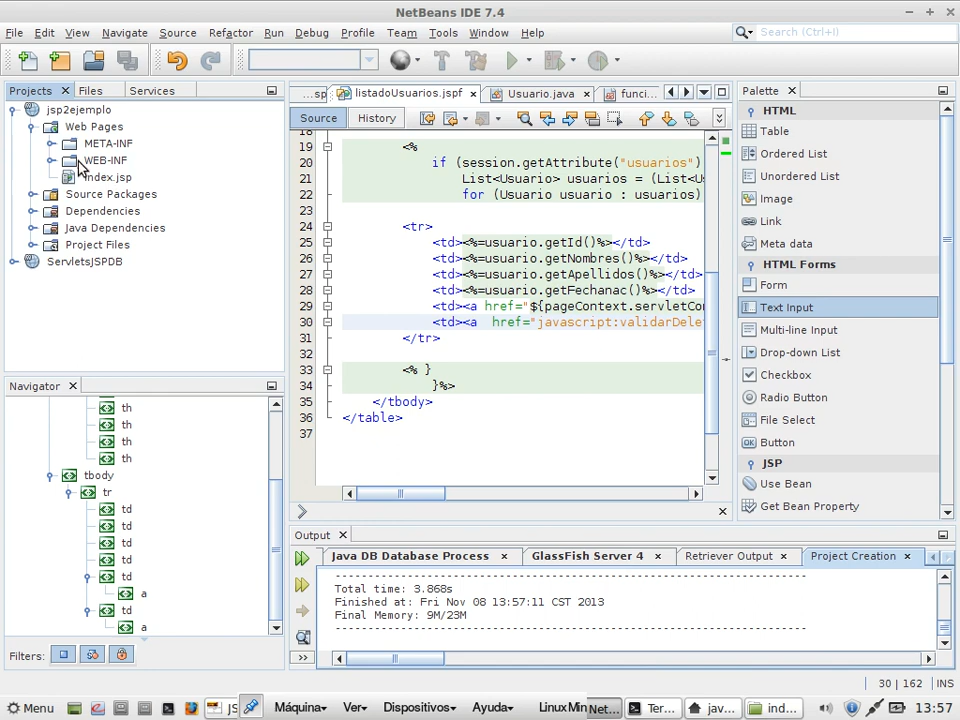 NetBeans IDE 7.4
File Edit View Navigate Source Refactor Run Debug Profile Team Tools Window Help
Search (Ctrl+I)
Projects Files Services
jsp2ejemplo
Web Pages
META-INF
WEB-INF
index.jsp
Source Packages
Dependencies
Java Dependencies
Project Files
ServletsJSPDB
Navigator
th
th
th
th
tbody
tr
td
td
td
td
td
a
td
a
Filters:
...sp listadoUsuarios.jspf Usuario.java funci...
Source History
18
19 <%
20 if (session.getAttribute("usuarios")
21 List<Usuario> usuarios = (List<U
22 for (Usuario usuario : usuarios)
23
24 <tr>
25 <td><%=usuario.getId()%></td>
26 <td><%=usuario.getNombres()%></td>
27 <td><%=usuario.getApellidos()%></td>
28 <td><%=usuario.getFechanac()%></td>
29 <td><a href="${pageContext.servletCo
30 <td><a href="javascript:validarDele
31 </tr>
32
33 <% }
34 }%>
35 </tbody>
36 </table>
37
Output
Java DB Database Process GlassFish Server 4 Retriever Output Project Creation
------------------------------------------------------------------------
Total time: 3.868s
Finished at: Fri Nov 08 13:57:11 CST 2013
Final Memory: 9M/23M
------------------------------------------------------------------------
Palette
HTML
Table
Ordered List
Unordered List
Image
Link
Meta data
HTML Forms
Form
Text Input
Multi-line Input
Drop-down List
Checkbox
Radio Button
File Select
Button
JSP
Use Bean
Get Bean Property
30 | 162 INS
Menu JS Máquina Ver Dispositivos Ayuda LinuxMin Net... Ter... jav... ind... 13:57